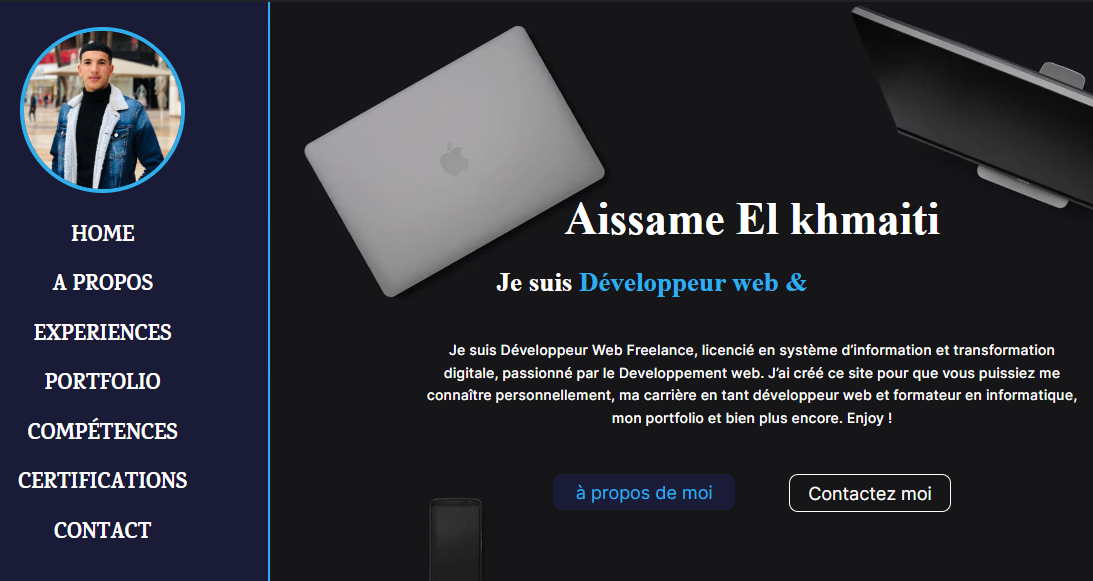 HOME
A PROPOS
EXPERIENCES
PORTFOLIO
COMPÉTENCES
CERTIFICATIONS
CONTACT
Aissame El khmaiti
Je suis Développeur web &
Je suis Développeur Web Freelance, licencié en système d’information et transformation
digitale, passionné par le Developpement web. J’ai créé ce site pour que vous puissiez me
connaître personnellement, ma carrière en tant développeur web et formateur en informatique,
mon portfolio et bien plus encore. Enjoy !
à propos de moi
Contactez moi